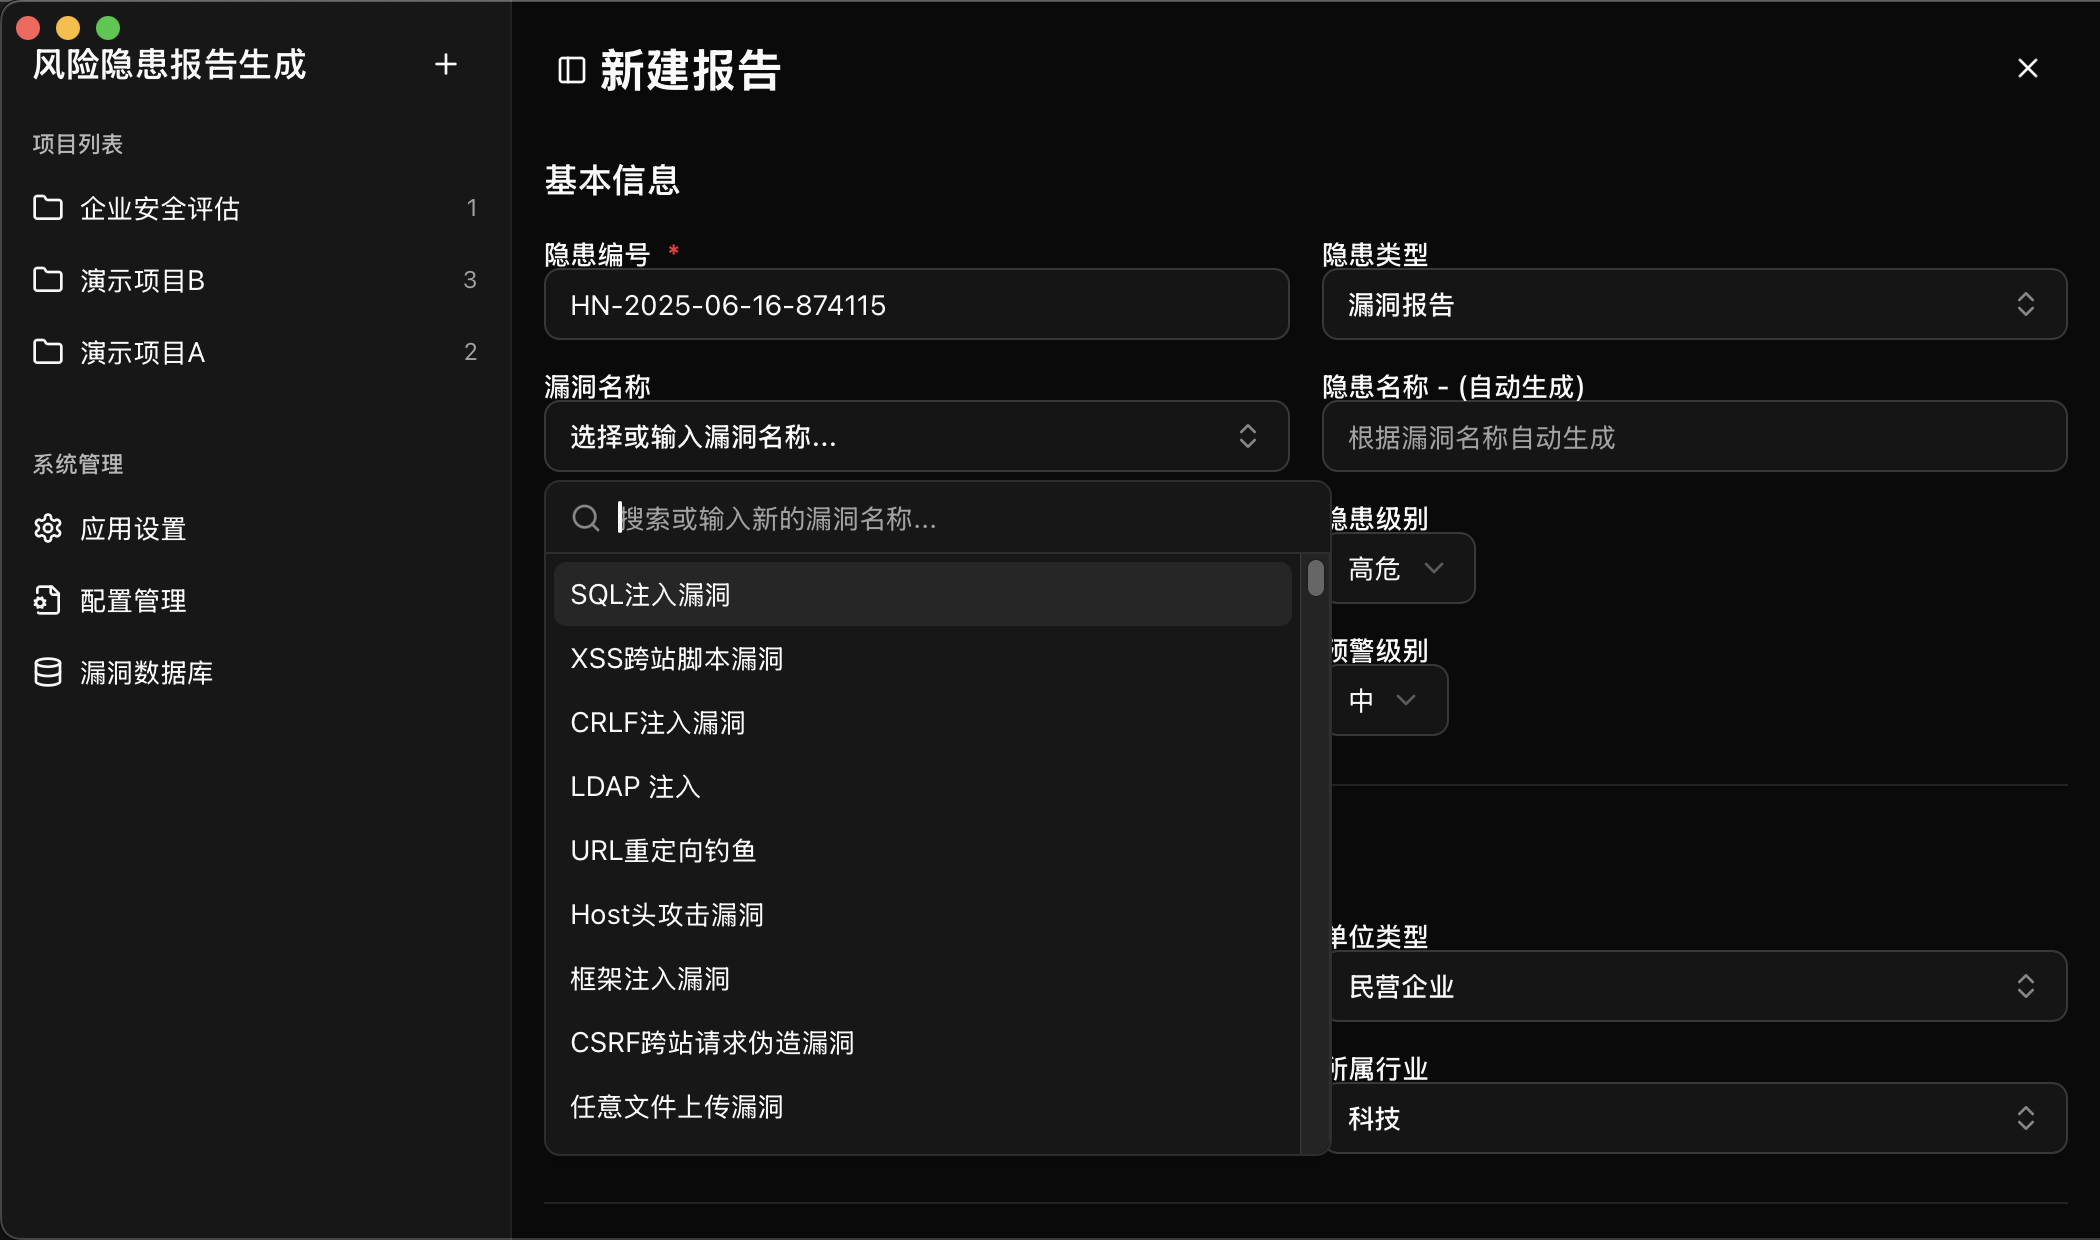 风险隐患报告生成
项目列表
企业安全评估 1
演示项目B 3
演示项目A 2
系统管理
应用设置
配置管理
漏洞数据库
新建报告
基本信息
隐患编号 *
HN-2025-06-16-874115
隐患类型
漏洞报告
漏洞名称
选择或输入漏洞名称...
隐患名称 - (自动生成)
根据漏洞名称自动生成
搜索或输入新的漏洞名称...
SQL注入漏洞
XSS跨站脚本漏洞
CRLF注入漏洞
LDAP 注入
URL重定向钓鱼
Host头攻击漏洞
框架注入漏洞
CSRF跨站请求伪造漏洞
任意文件上传漏洞
隐患级别
高危
预警级别
中
单位类型
民营企业
所属行业
科技